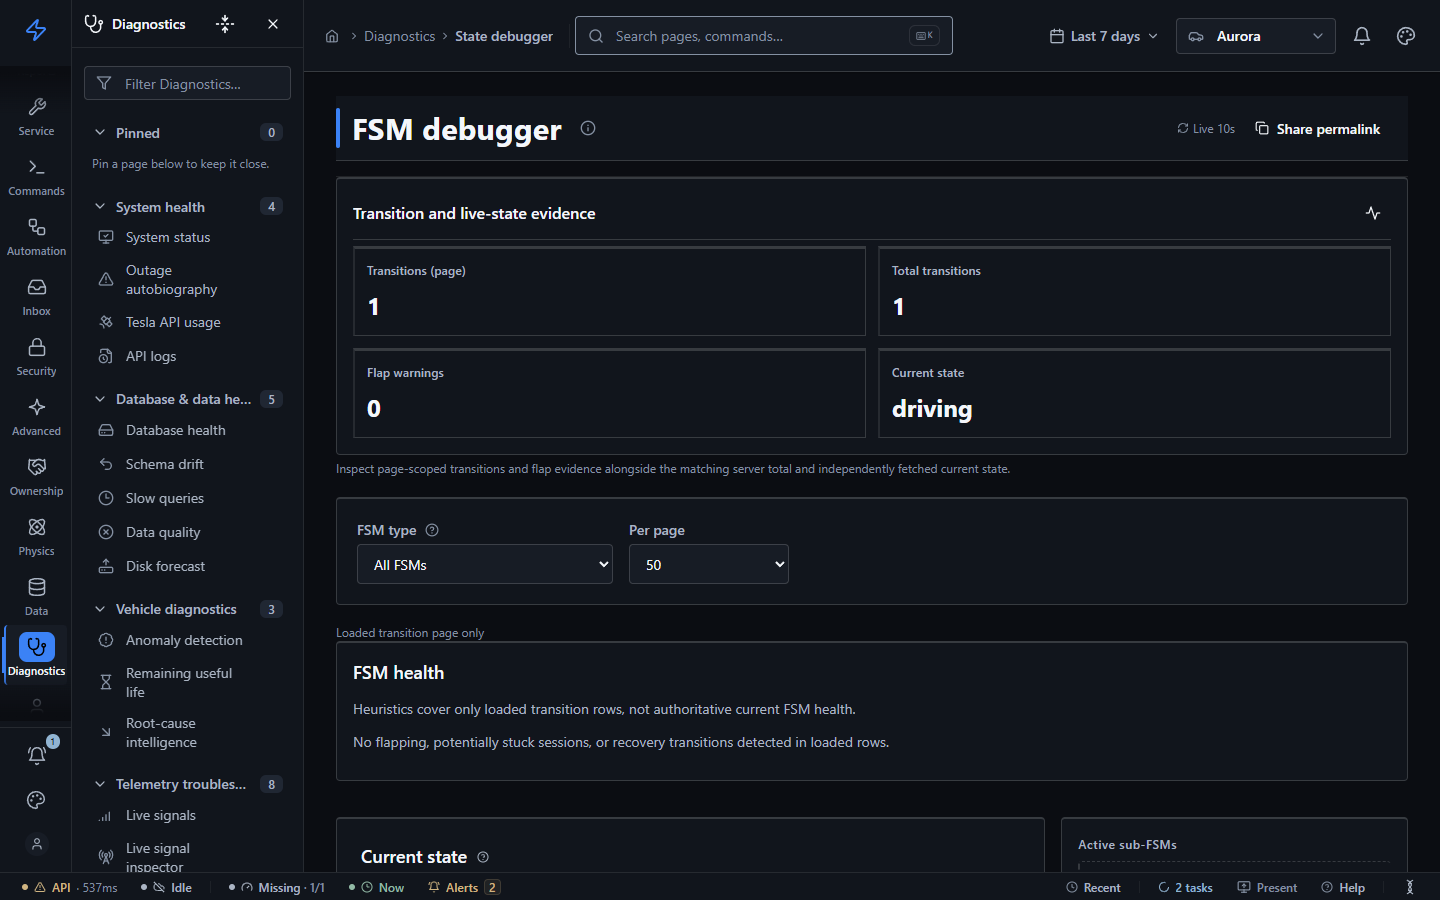 Diagnostics
Diagnostics
State debugger
Search pages, commands...
K
Last 7 days
Aurora
Service
Commands
Automation
Inbox
Security
Advanced
Ownership
Physics
Data
Diagnostics
1
Filter Diagnostics...
Pinned 0
Pin a page below to keep it close.
System health 4
System status
Outage
autobiography
Tesla API usage
API logs
Database & data he... 5
Database health
Schema drift
Slow queries
Data quality
Disk forecast
Vehicle diagnostics 3
Anomaly detection
Remaining useful
life
Root-cause
intelligence
Telemetry troubles... 8
Live signals
Live signal
inspector
FSM debugger
Live 10s
Share permalink
Transition and live-state evidence
Transitions (page)
1
Total transitions
1
Flap warnings
0
Current state
driving
Inspect page-scoped transitions and flap evidence alongside the matching server total and independently fetched current state.
FSM type
All FSMs
Per page
50
Loaded transition page only
FSM health
Heuristics cover only loaded transition rows, not authoritative current FSM health.
No flapping, potentially stuck sessions, or recovery transitions detected in loaded rows.
Current state
Active sub-FSMs
API · 537ms
Idle
Missing · 1/1
Now
Alerts 2
Recent
2 tasks
Present
Help